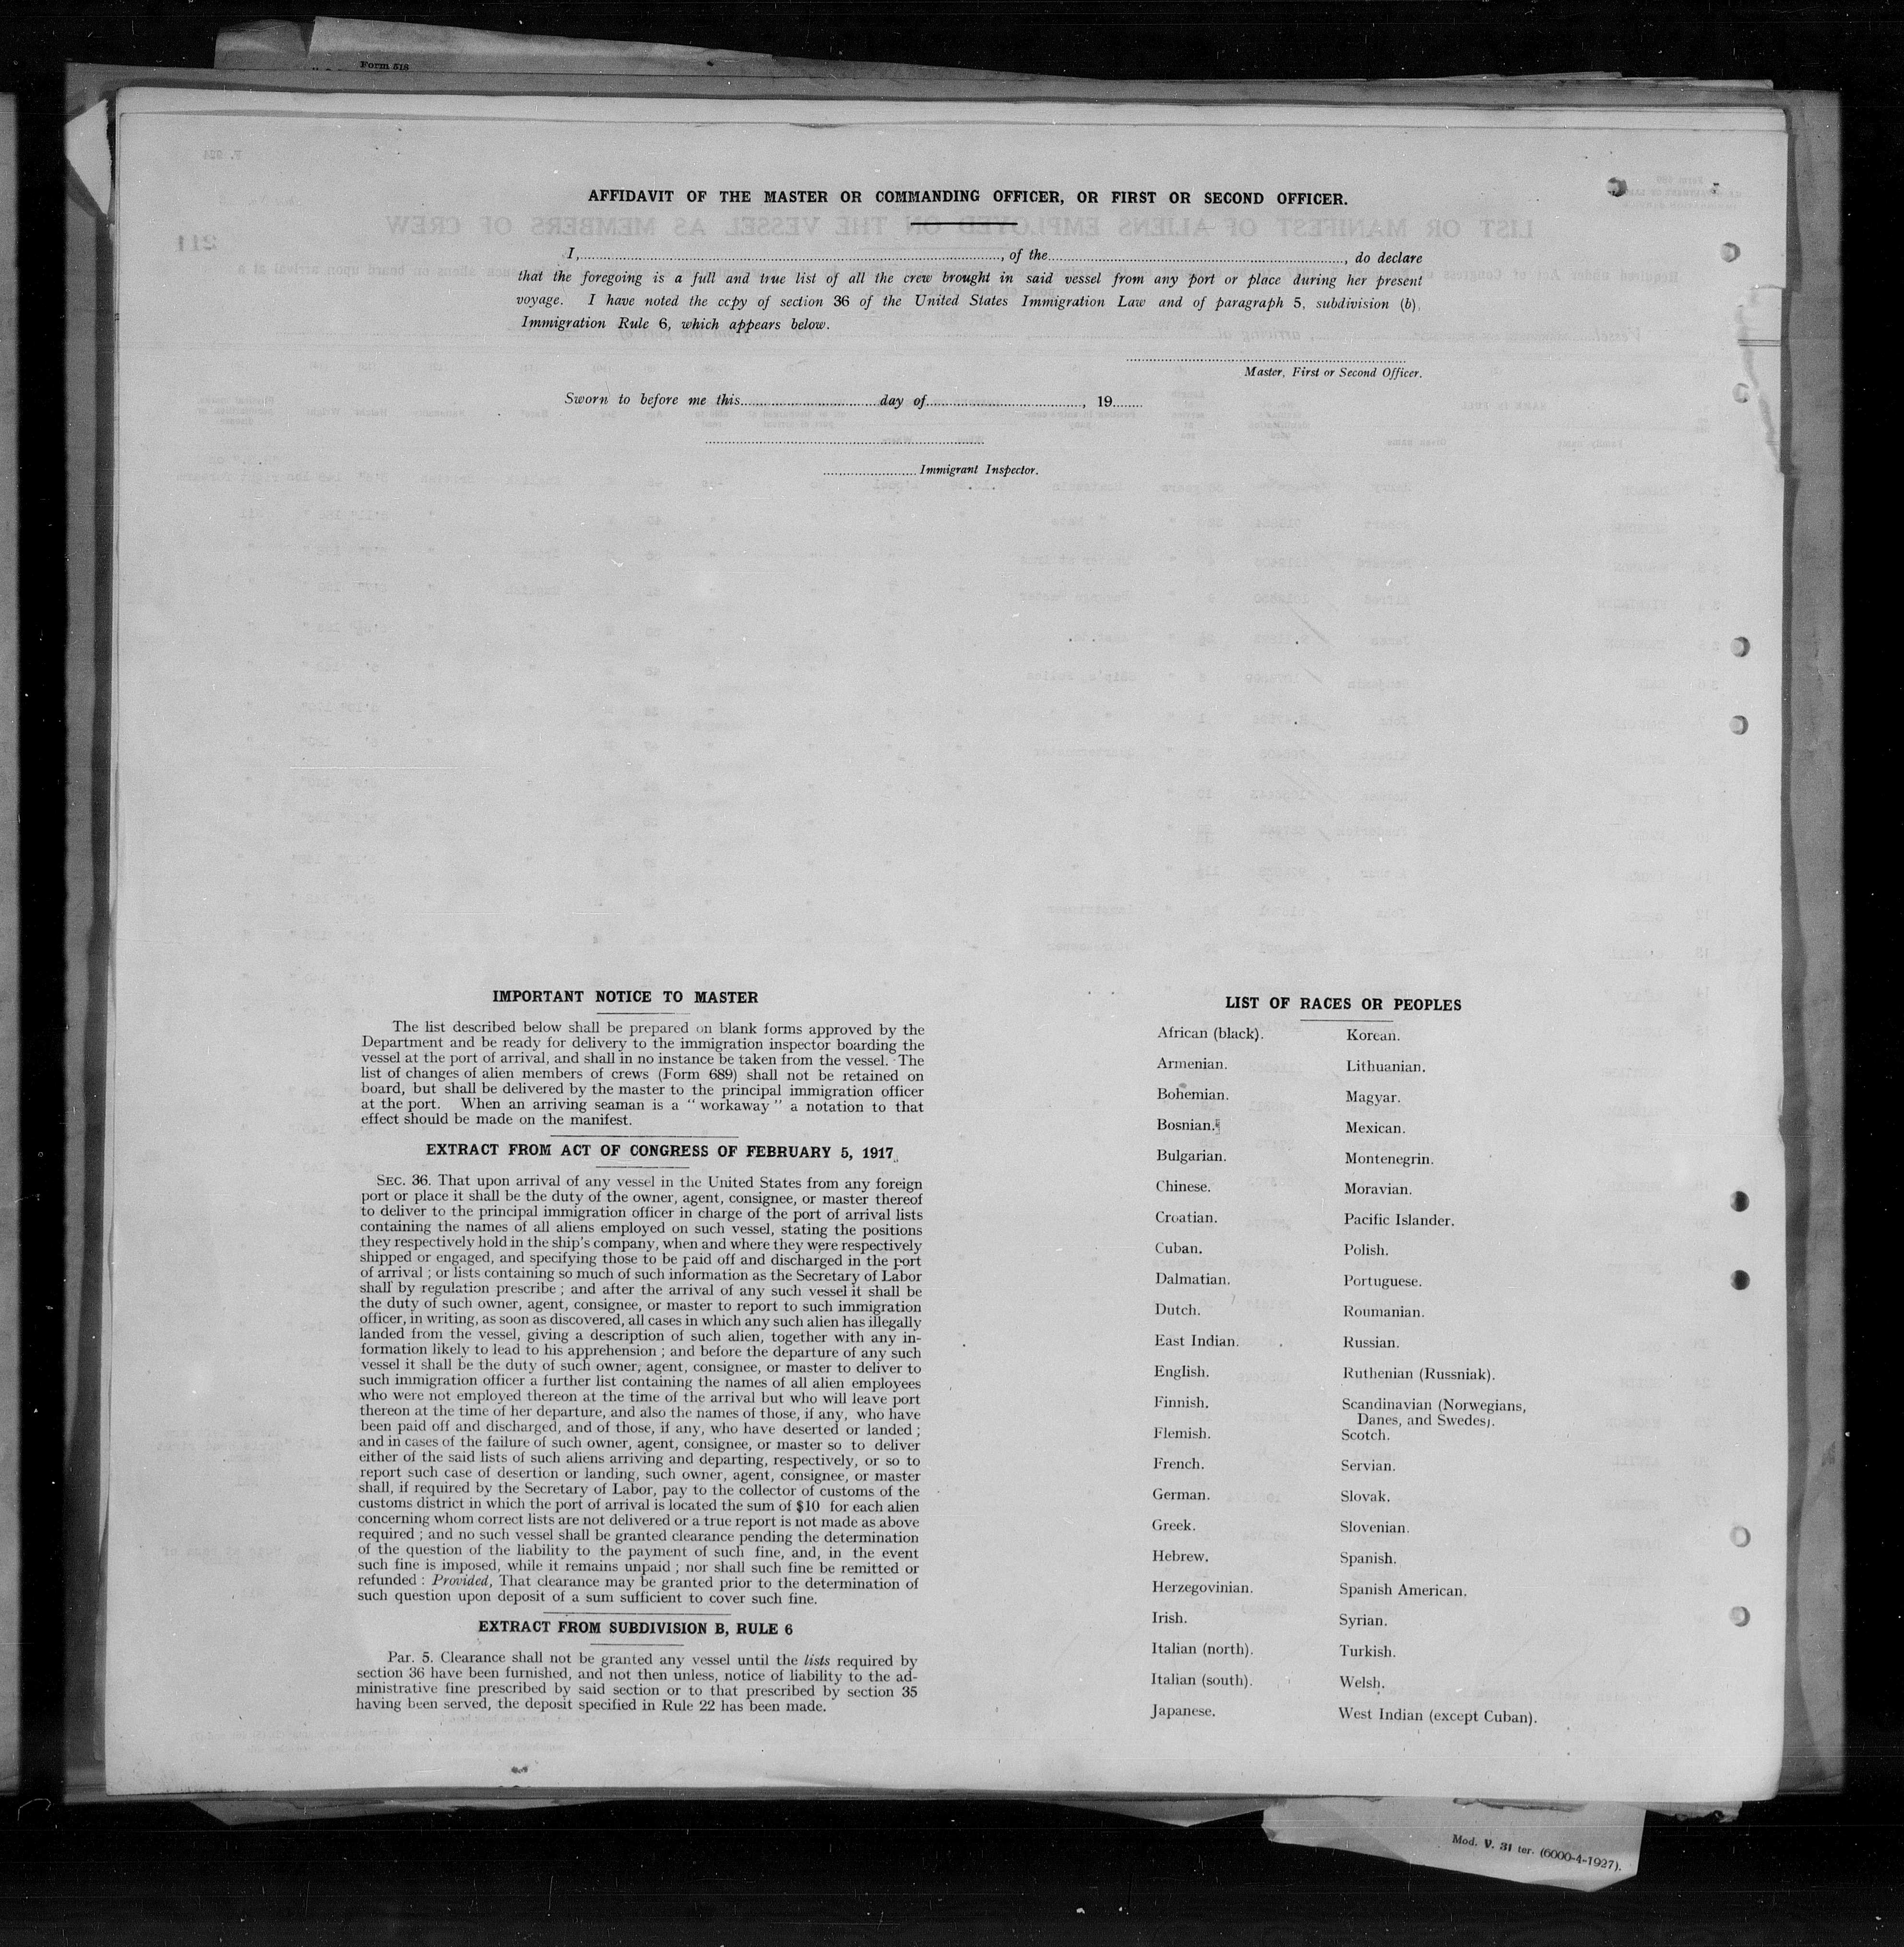 Form 518
AFFIDAVIT OF THE MASTER OR COMMANDING OFFICER, OR FIRST OR SECOND OFFICER.
LIST OR MANIFEST OF ALIENS EMPLOYED ON THE VESSEL AS MEMBERS OF CREW
211
I,........................, of the........................, do declare
that the foregoing is a full and true list of all the crew brought in said vessel from any port or place during her present
voyage. I have noted the copy of section 36 of the United States Immigration Law and of paragraph 5, subdivision (b),
Immigration Rule 6, which appears below.
Master, First or Second Officer.
Sworn to before me this............day of............, 19......
............Immigrant Inspector.
IMPORTANT NOTICE TO MASTER
The list described below shall be prepared on blank forms approved by the
Department and be ready for delivery to the immigration inspector boarding the
vessel at the port of arrival, and shall in no instance be taken from the vessel. The
list of changes of alien members of crews (Form 689) shall not be retained on
board, but shall be delivered by the master to the principal immigration officer
at the port. When an arriving seaman is a " workaway " a notation to that
effect should be made on the manifest.
EXTRACT FROM ACT OF CONGRESS OF FEBRUARY 5, 1917.
SEC. 36. That upon arrival of any vessel in the United States from any foreign
port or place it shall be the duty of the owner, agent, consignee, or master thereof
to deliver to the principal immigration officer in charge of the port of arrival lists
containing the names of all aliens employed on such vessel, stating the positions
they respectively hold in the ship's company, when and where they were respectively
shipped or engaged, and specifying those to be paid off and discharged in the port
of arrival ; or lists containing so much of such information as the Secretary of Labor
shall by regulation prescribe ; and after the arrival of any such vessel it shall be
the duty of such owner, agent, consignee, or master to report to such immigration
officer, in writing, as soon as discovered, all cases in which any such alien has illegally
landed from the vessel, giving a description of such alien, together with any in-
formation likely to lead to his apprehension ; and before the departure of any such
vessel it shall be the duty of such owner, agent, consignee, or master to deliver to
such immigration officer a further list containing the names of all alien employees
who were not employed thereon at the time of the arrival but who will leave port
thereon at the time of her departure, and also the names of those, if any, who have
been paid off and discharged, and of those, if any, who have deserted or landed ;
and in cases of the failure of such owner, agent, consignee, or master so to deliver
either of the said lists of such aliens arriving and departing, respectively, or so to
report such case of desertion or landing, such owner, agent, consignee, or master
shall, if required by the Secretary of Labor, pay to the collector of customs of the
customs district in which the port of arrival is located the sum of $10 for each alien
concerning whom correct lists are not delivered or a true report is not made as above
required ; and no such vessel shall be granted clearance pending the determination
of the question of the liability to the payment of such fine, and, in the event
such fine is imposed, while it remains unpaid ; nor shall such fine be remitted or
refunded : Provided, That clearance may be granted prior to the determination of
such question upon deposit of a sum sufficient to cover such fine.
EXTRACT FROM SUBDIVISION B, RULE 6
Par. 5. Clearance shall not be granted any vessel until the lists required by
section 36 have been furnished, and not then unless, notice of liability to the ad-
ministrative fine prescribed by said section or to that prescribed by section 35
having been served, the deposit specified in Rule 22 has been made.
LIST OF RACES OR PEOPLES
African (black).
Armenian.
Bohemian.
Bosnian.
Bulgarian.
Chinese.
Croatian.
Cuban.
Dalmatian.
Dutch.
East Indian.
English.
Finnish.
Flemish.
French.
German.
Greek.
Hebrew.
Herzegovinian.
Irish.
Italian (north).
Italian (south).
Japanese.
Korean.
Lithuanian.
Magyar.
Mexican.
Montenegrin.
Moravian.
Pacific Islander.
Polish.
Portuguese.
Roumanian.
Russian.
Ruthenian (Russniak).
Scandinavian (Norwegians,
Danes, and Swedes).
Scotch.
Servian.
Slovak.
Slovenian.
Spanish.
Spanish American.
Syrian.
Turkish.
Welsh.
West Indian (except Cuban).
Mod. V. 31 ter. (6000-4-1927).